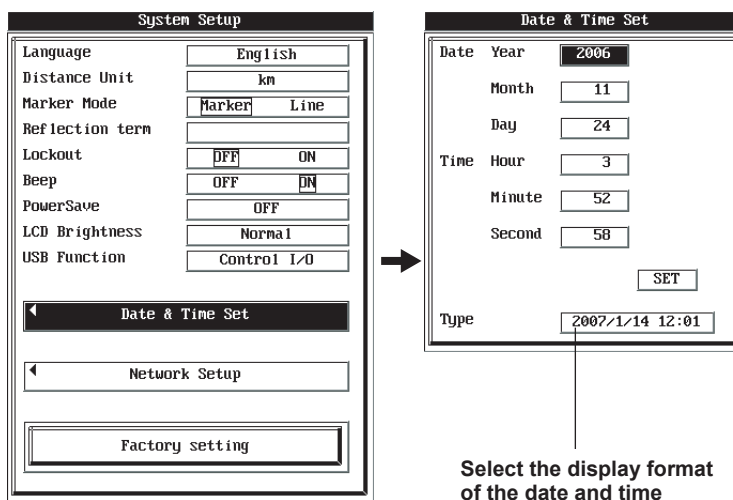 System Setup
Language English
Distance Unit km
Marker Mode Marker Line
Reflection term
Lockout OFF ON
Beep OFF ON
PowerSave OFF
LCD Brightness Normal
USB Function Control I/O
Date & Time Set
Network Setup
Factory setting
Date & Time Set
Date Year 2006
Month 11
Day 24
Time Hour 3
Minute 52
Second 58
SET
Type 2007/1/14 12:01
Select the display format
of the date and time